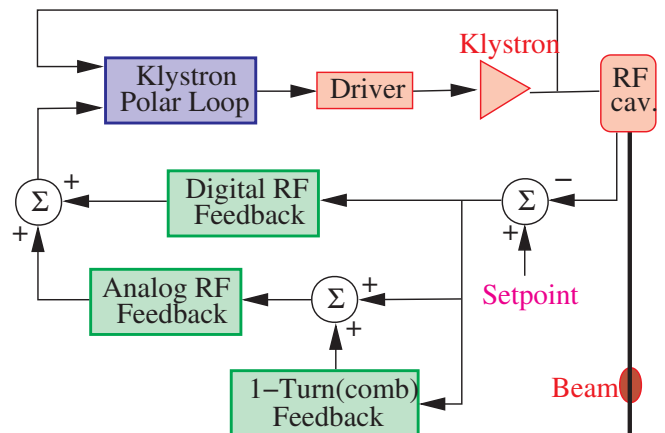 Klystron
Klystron
Polar Loop
Driver
RF
cav.
Σ
+
+
Digital RF
Feedback
Σ
−
+
Setpoint
Analog RF
Feedback
Σ
+
+
1−Turn(comb)
Feedback
Beam